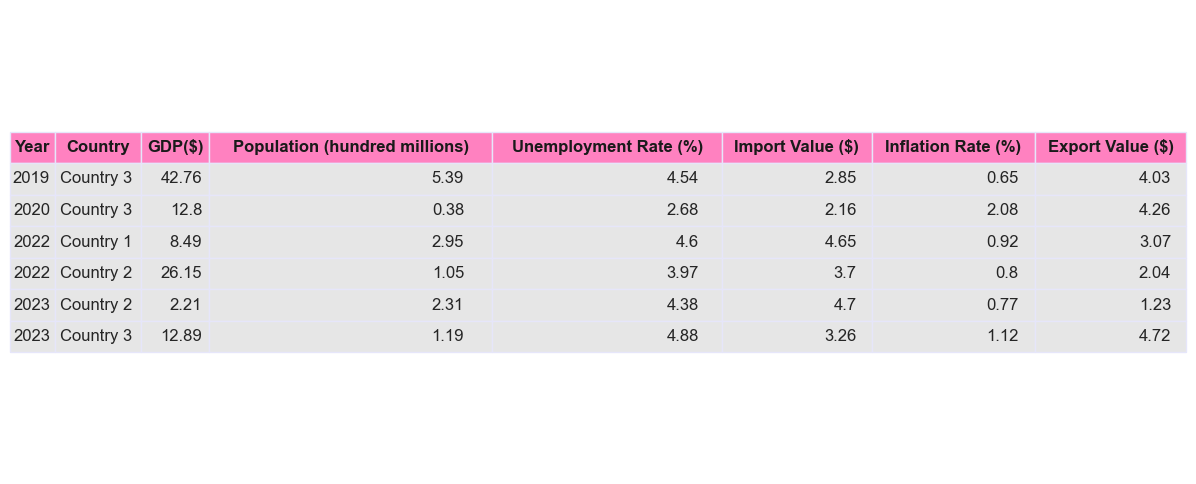 Year Country GDP($) Population (hundred millions) Unemployment Rate (%) Import Value ($) Inflation Rate (%) Export Value ($)
2019 Country 3 42.76 5.39 4.54 2.85 0.65 4.03
2020 Country 3 12.8 0.38 2.68 2.16 2.08 4.26
2022 Country 1 8.49 2.95 4.6 4.65 0.92 3.07
2022 Country 2 26.15 1.05 3.97 3.7 0.8 2.04
2023 Country 2 2.21 2.31 4.38 4.7 0.77 1.23
2023 Country 3 12.89 1.19 4.88 3.26 1.12 4.72